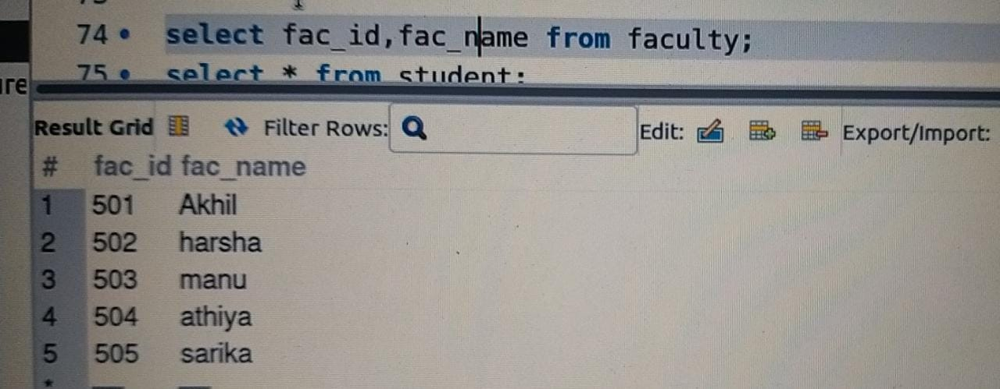 74 select fac_id,fac_name from faculty;
75 select * from student;
Result Grid Filter Rows: Edit: Export/Import:
# fac_id fac_name
1 501 Akhil
2 502 harsha
3 503 manu
4 504 athiya
5 505 sarika
*